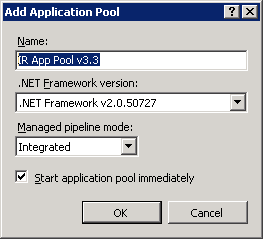 Add Application Pool
Name:
IR App Pool v3.3
.NET Framework version:
.NET Framework v2.0.50727
Managed pipeline mode:
Integrated
Start application pool immediately
OK
Cancel